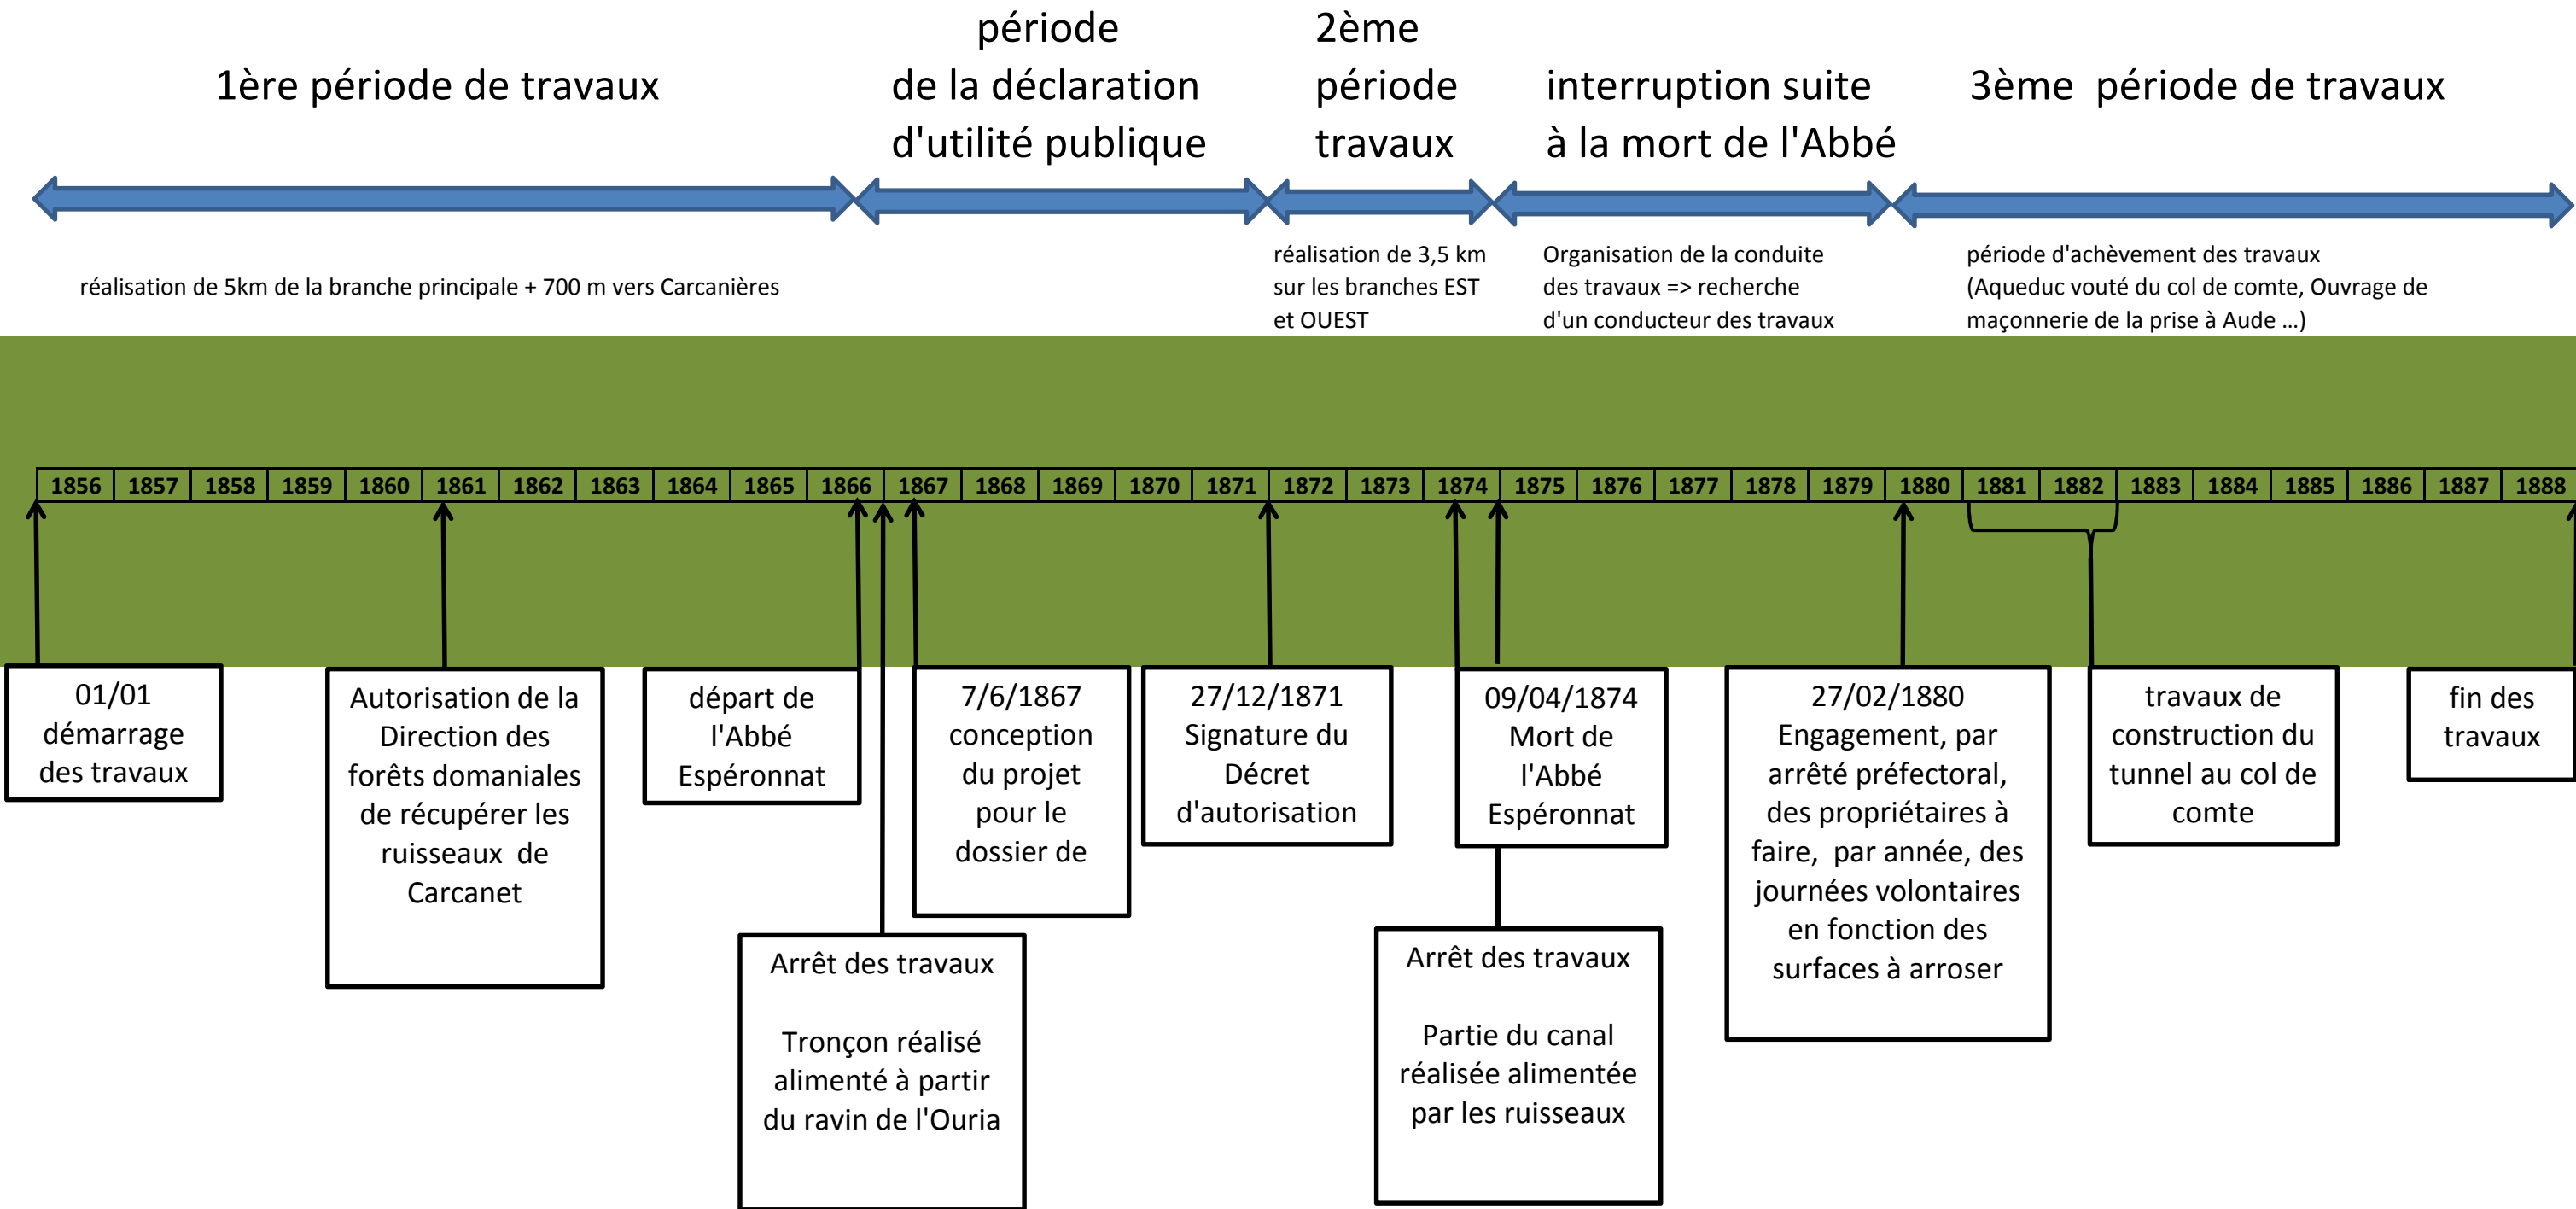 1ère période de travaux
période
de la déclaration
d'utilité publique
2ème
période
travaux
interruption suite
à la mort de l'Abbé
3ème  période de travaux
réalisation de 5km de la branche principale + 700 m vers Carcanières
réalisation de 3,5 km
sur les branches EST
et OUEST
Organisation de la conduite
des travaux => recherche
d'un conducteur des travaux
période d'achèvement des travaux
(Aqueduc vouté du col de comte, Ouvrage de
maçonnerie de la prise à Aude ...)
1856 1857 1858 1859 1860 1861 1862 1863 1864 1865 1866 1867 1868 1869 1870 1871 1872 1873 1874 1875 1876 1877 1878 1879 1880 1881 1882 1883 1884 1885 1886 1887 1888
01/01
démarrage
des travaux
Autorisation de la
Direction des
forêts domaniales
de récupérer les
ruisseaux  de
Carcanet
départ de
l'Abbé
Espéronnat
Arrêt des travaux
Tronçon réalisé
alimenté à partir
du ravin de l'Ouria
7/6/1867
conception
du projet
pour le
dossier de
27/12/1871
Signature du
Décret
d'autorisation
09/04/1874
Mort de
l'Abbé
Espéronnat
Arrêt des travaux
Partie du canal
réalisée alimentée
par les ruisseaux
27/02/1880
Engagement, par
arrêté préfectoral,
des propriétaires à
faire,  par année, des
journées volontaires
en fonction des
surfaces à arroser
travaux de
construction du
tunnel au col de
comte
fin des
travaux